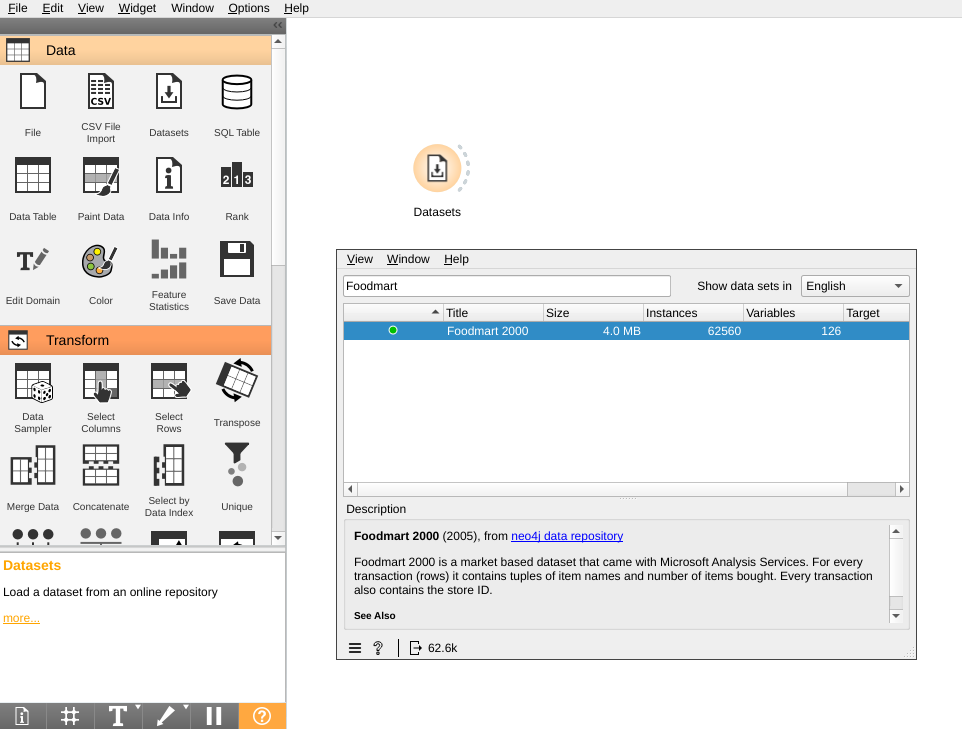 File Edit View Widget Window Options Help
Data
File
CSV
CSV File
Import
Datasets
SQL Table
Data Table
Paint Data
Data Info
213
Rank
Edit Domain
Color
Feature
Statistics
Save Data
Transform
Data
Sampler
Select
Columns
Select
Rows
Transpose
Merge Data
Concatenate
Select by
Data Index
Unique
Datasets
Load a dataset from an online repository
more...
Datasets
View Window Help
Foodmart
Show data sets in English
Title Size Instances Variables Target
Foodmart 2000 4.0 MB 62560 126
Description
Foodmart 2000 (2005), from neo4j data repository
Foodmart 2000 is a market based dataset that came with Microsoft Analysis Services. For every
transaction (rows) it contains tuples of item names and number of items bought. Every transaction
also contains the store ID.
See Also
62.6k